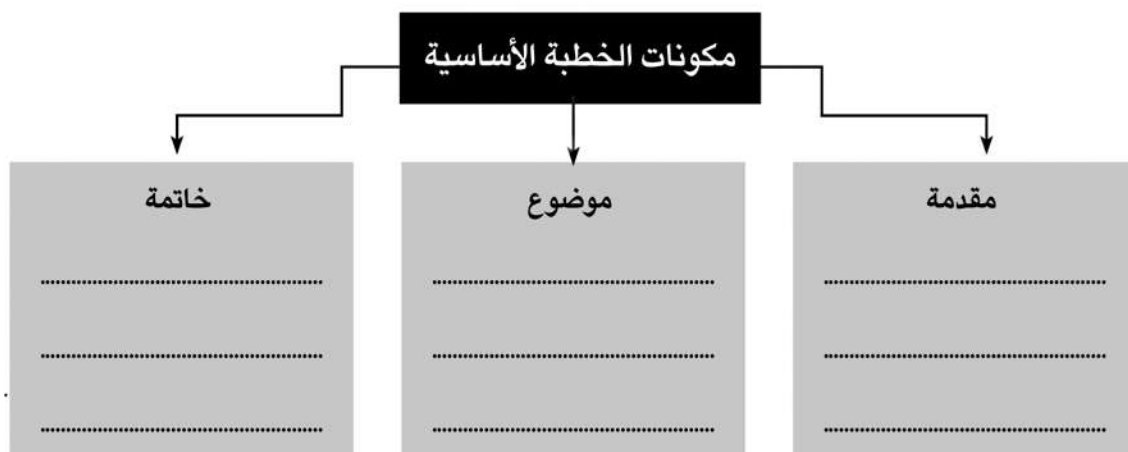 مكونات الخطبة الأساسية
مقدمة
موضوع
خاتمة